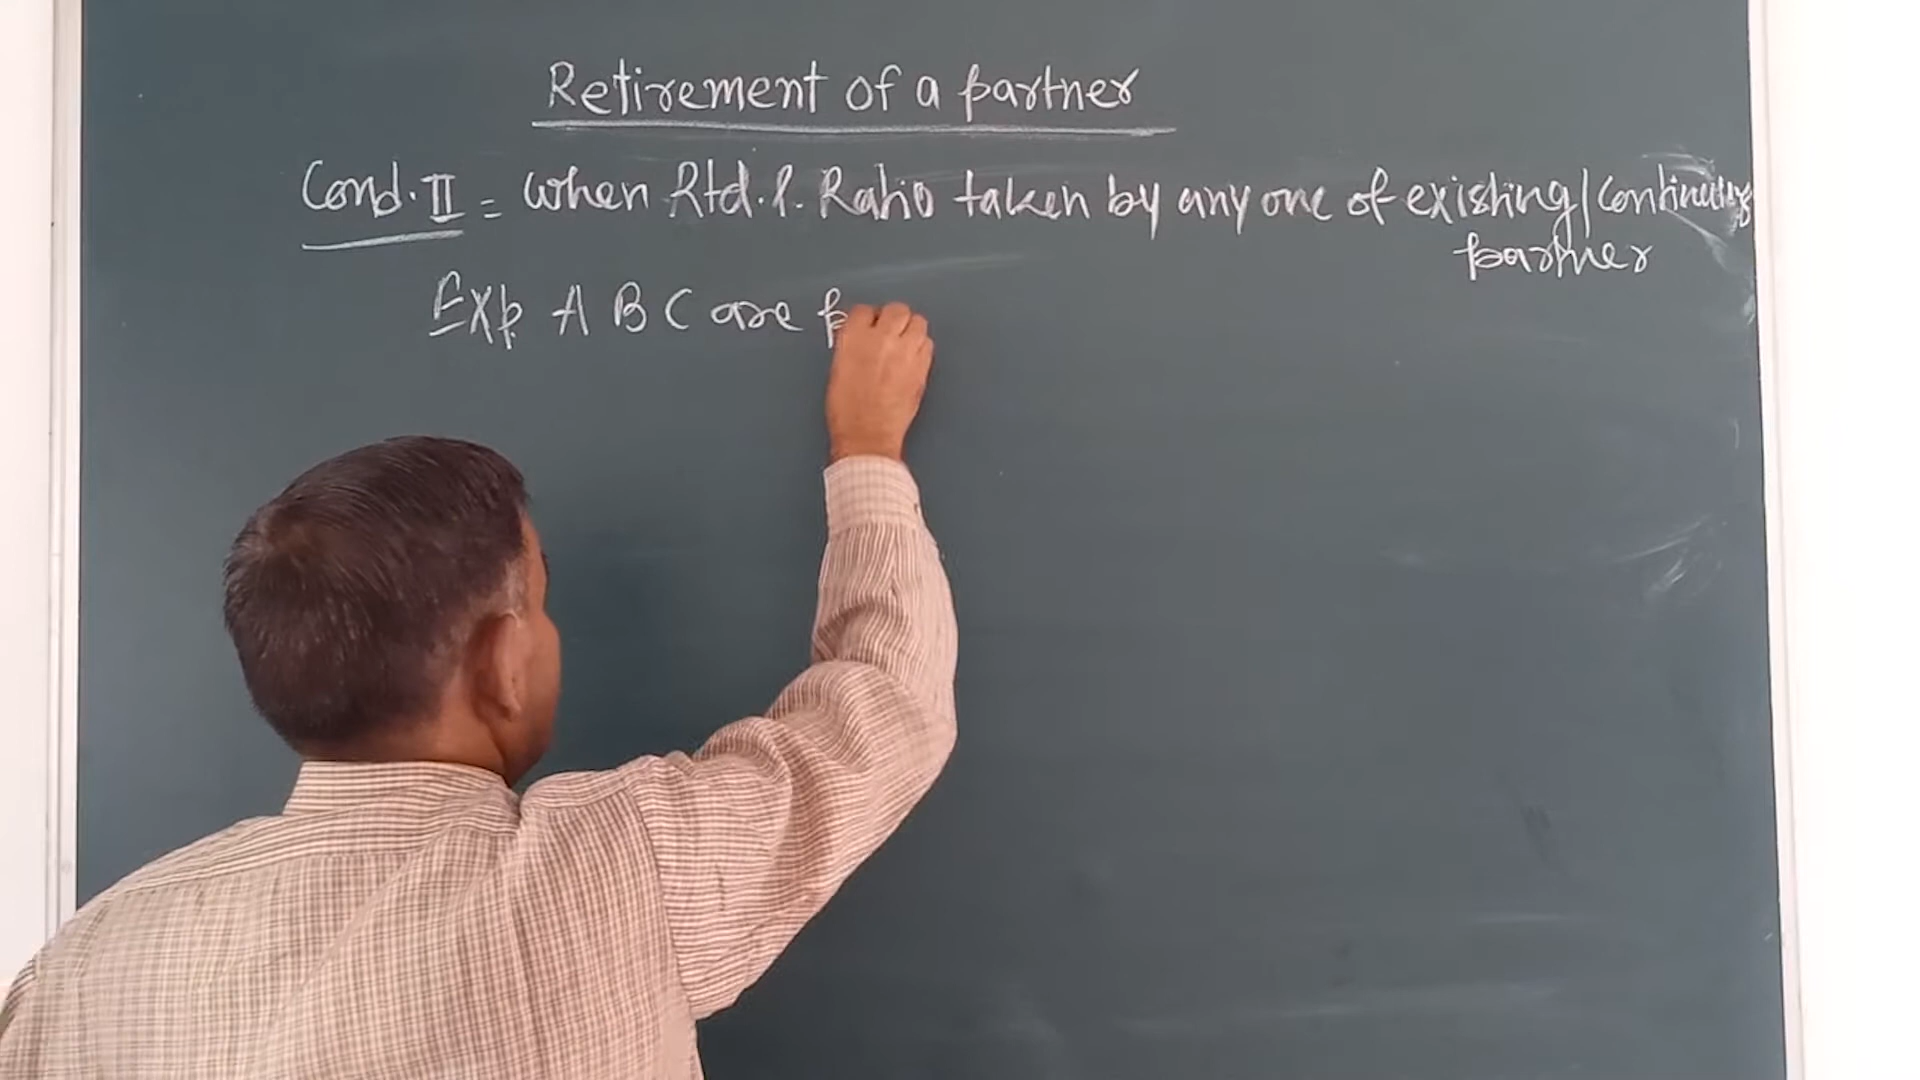 Retirement of a partner
Cond. II = when Rtd. P. Ratio taken by any one of existing/Continuing
partner
Exp A B C are p